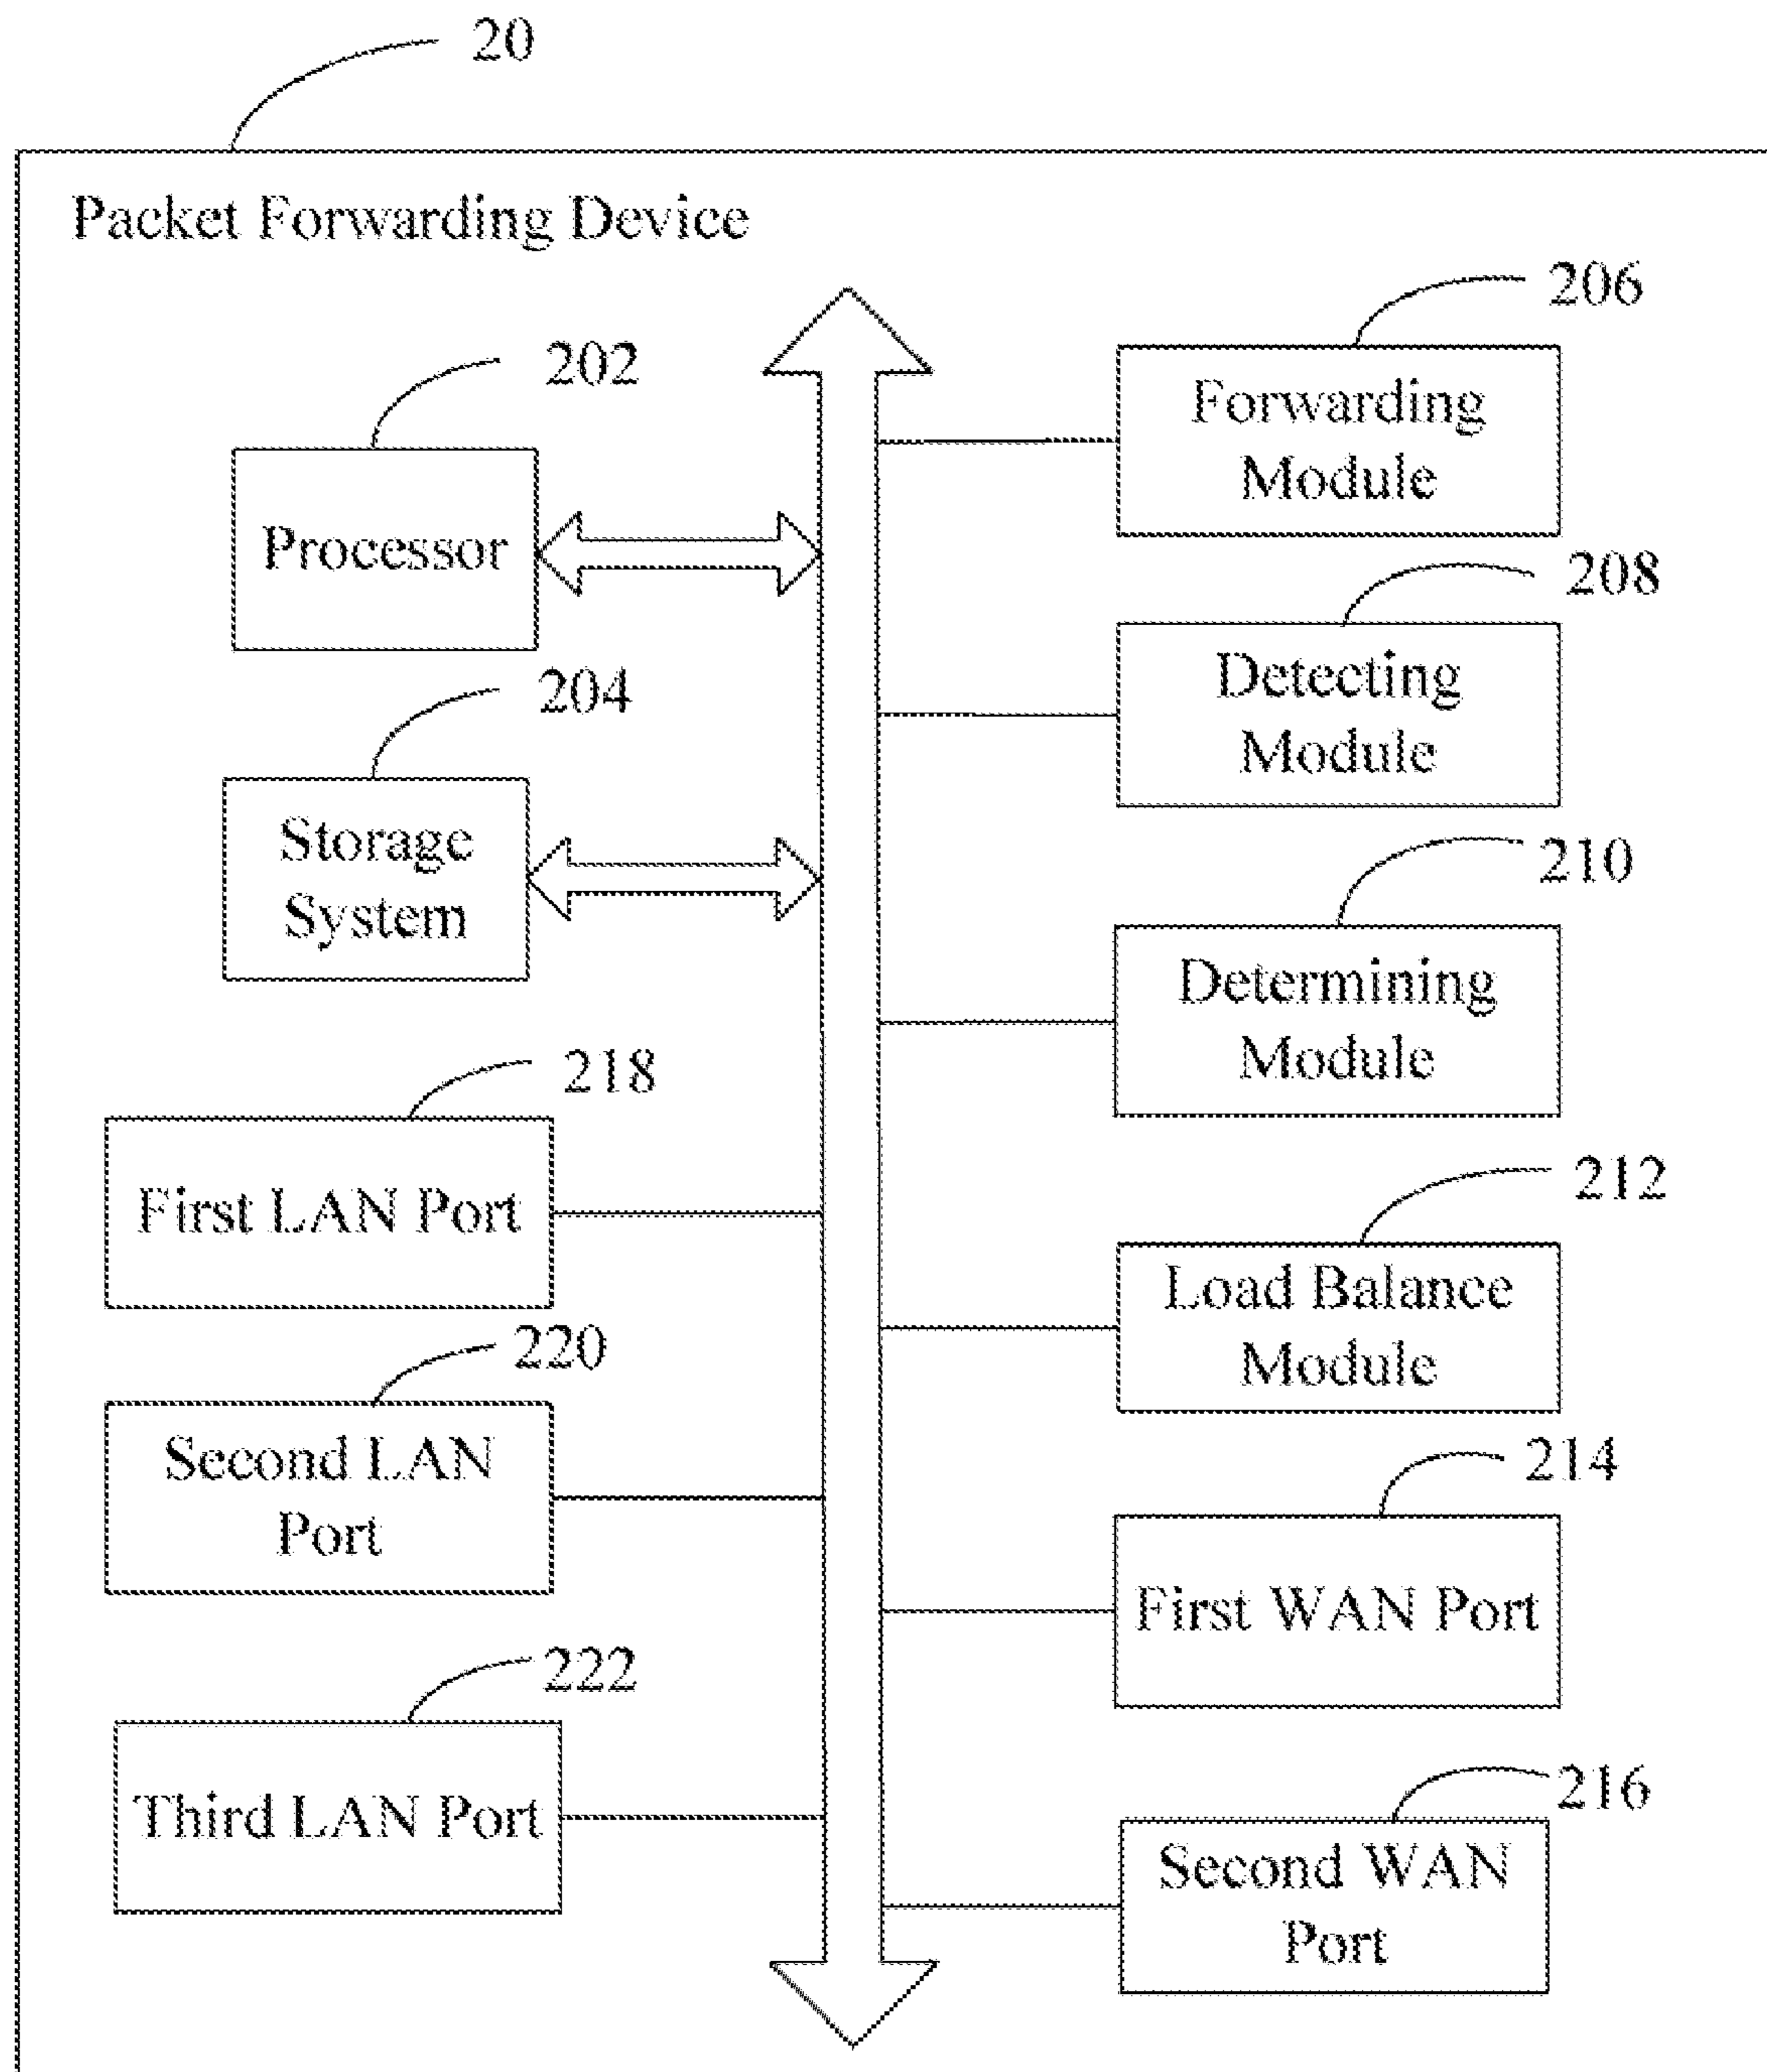 20
Packet Forwarding Device
206
202
Forwarding
Module
Processor
208
204
Detecting
Module
Storage
System
210
Determining
Module
218
First LAN Port
212
Load Balance
Module
220
Second LAN
Port
214
First WAN Port
222
Third LAN Port
216
Second WAN
Port